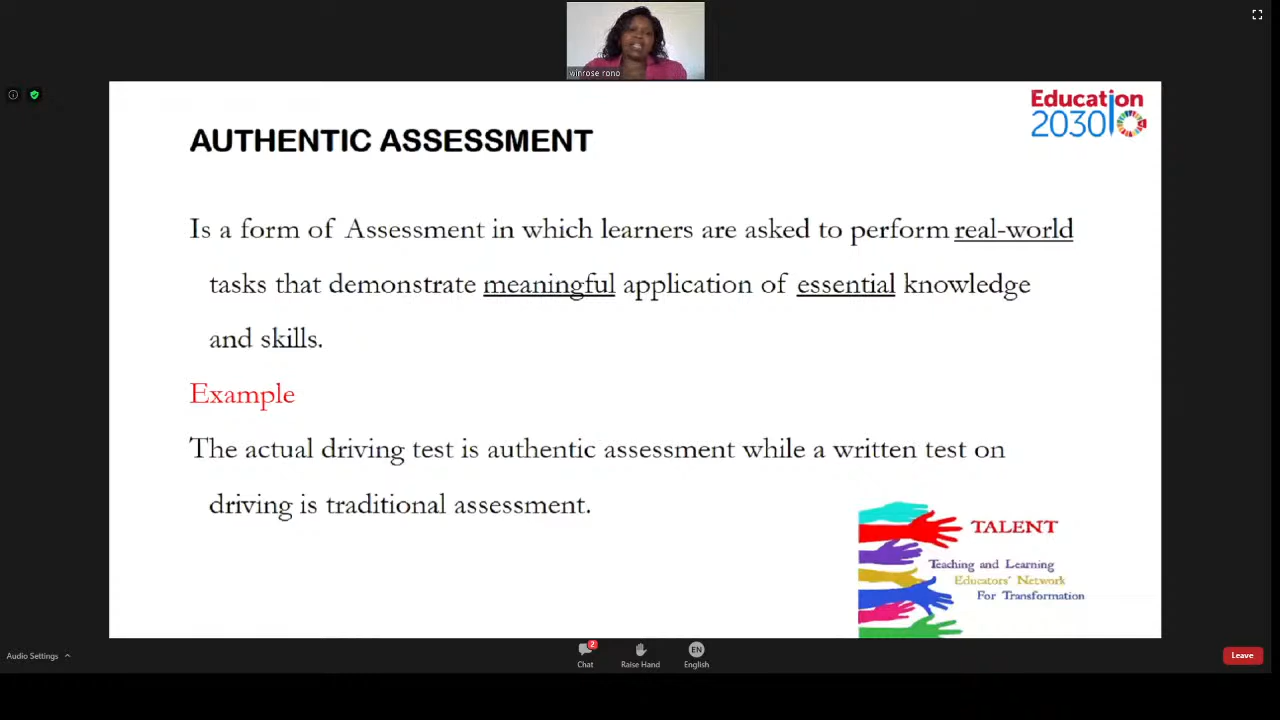 winrose rono
Education
2030
AUTHENTIC ASSESSMENT
Is a form of Assessment in which learners are asked to perform real-world
tasks that demonstrate meaningful application of essential knowledge
and skills.
Example
The actual driving test is authentic assessment while a written test on
driving is traditional assessment.
TALENT
Teaching and Learning
Educators' Network
For Transformation
Audio Settings
2
Chat
Raise Hand
EN
English
Leave